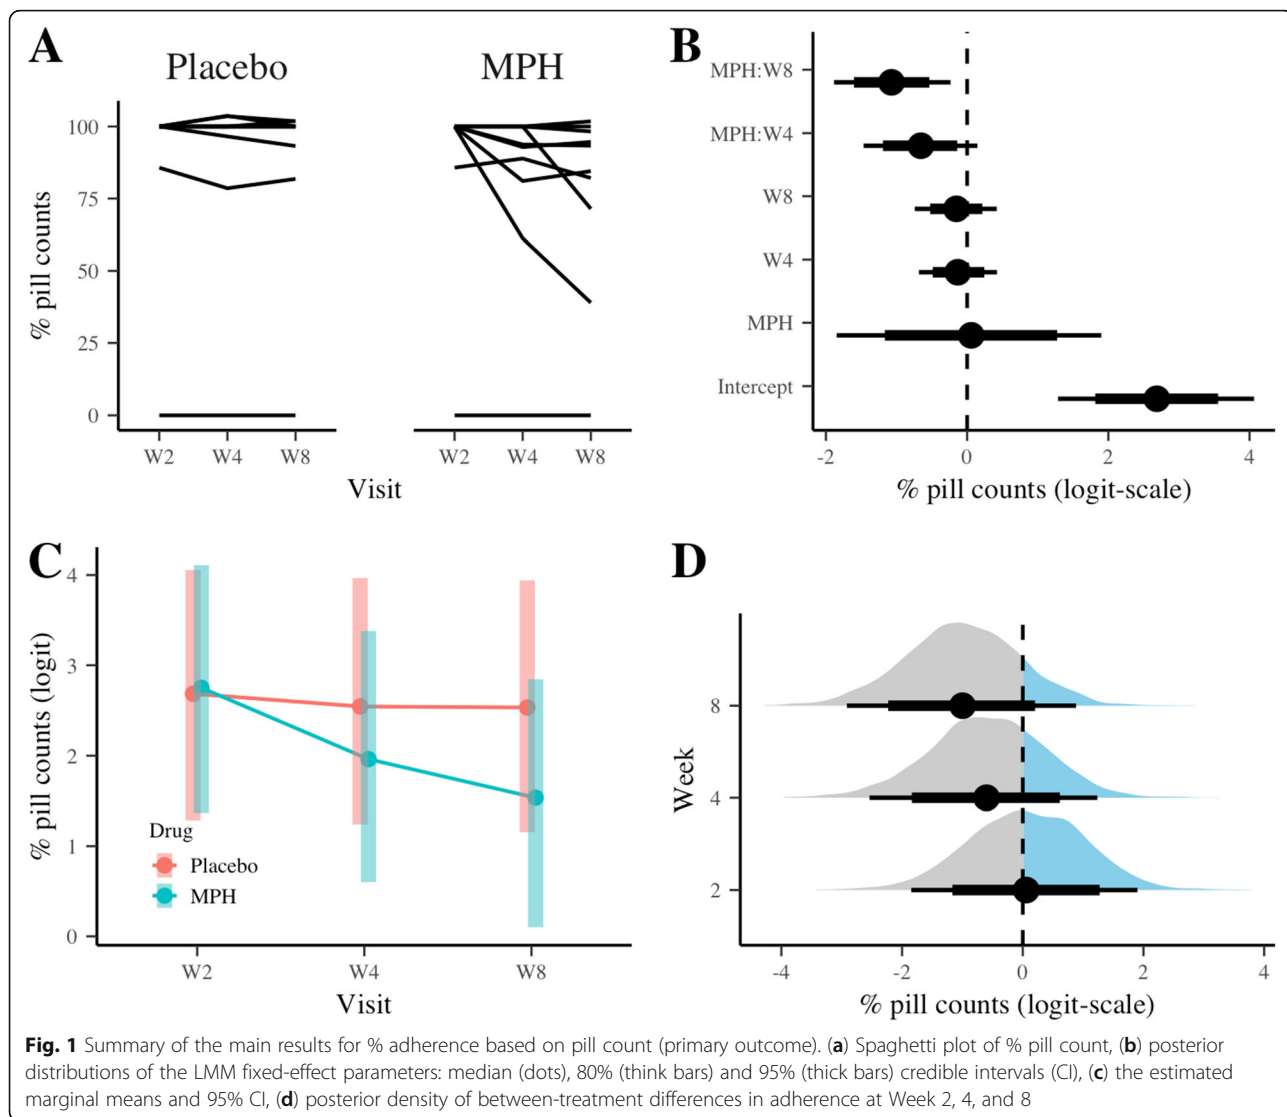 A
Placebo
MPH
% pill counts
100
75
50
25
0
W2 W4 W8
W2 W4 W8
Visit
B
MPH:W8
MPH:W4
W8
W4
MPH
Intercept
-2 0 2 4
% pill counts (logit-scale)
C
% pill counts (logit)
4
3
2
1
0
Drug
Placebo
MPH
W2 W4 W8
Visit
D
Week
8
4
2
-4 -2 0 2 4
% pill counts (logit-scale)
Fig. 1 Summary of the main results for % adherence based on pill count (primary outcome). (a) Spaghetti plot of % pill count, (b) posterior
distributions of the LMM fixed-effect parameters: median (dots), 80% (think bars) and 95% (thick bars) credible intervals (CI), (c) the estimated
marginal means and 95% CI, (d) posterior density of between-treatment differences in adherence at Week 2, 4, and 8